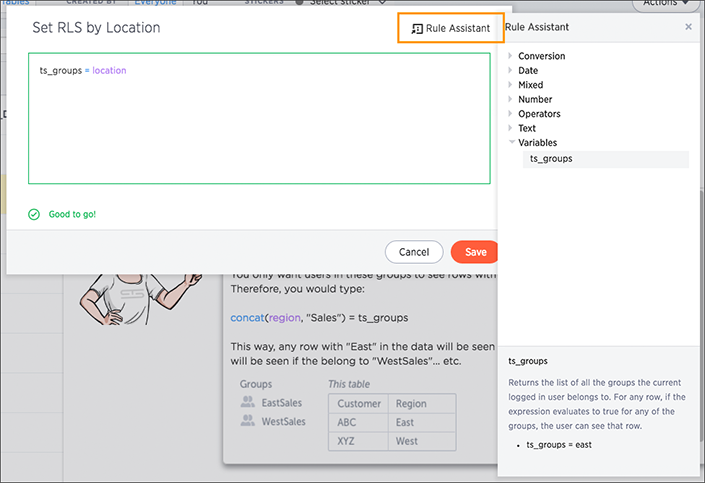 Tables
CREATED BY
Everyone
You
STICKERS
Select sticker
Actions
Set RLS by Location
Rule Assistant
ts_groups = location
Good to go!
Cancel
Save
Rule Assistant
Conversion
Date
Mixed
Number
Operators
Text
Variables
ts_groups
You only want users in these groups to see rows with
Therefore, you would type:
concat(region, "Sales") = ts_groups
This way, any row with "East" in the data will be seen
will be seen if the belong to "WestSales"... etc.
Groups
EastSales
WestSales
This table
Customer Region
ABC East
XYZ West
ts_groups
Returns the list of all the groups the current
logged in user belongs to. For any row, if the
expression evaluates to true for any of the
groups, the user can see that row.
• ts_groups = east